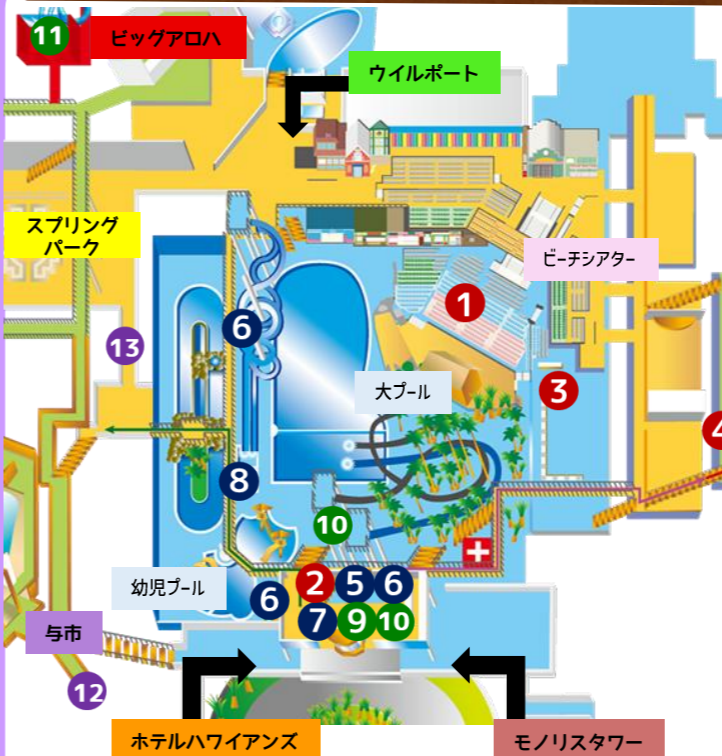 11
ビッグアロハ
ウイルポート
スプリング
パーク
ビーチシアター
1
6
13
3
大プール
4
8
10
幼児プール
2
5
6
6
7
9
10
与市
12
ホテルハワイアンズ
モノリスタワー